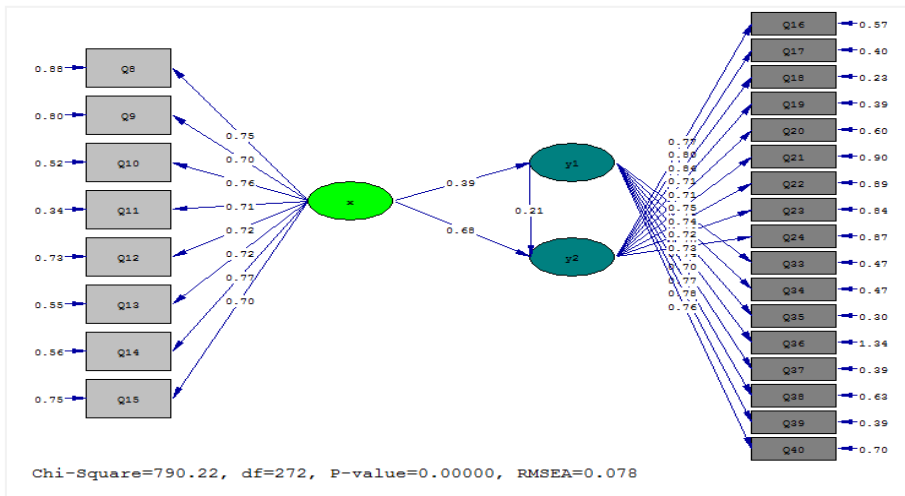 Q16
0.57
Q17
0.40
0.88
Q8
Q18
0.23
Q19
0.39
0.80
Q9
Q20
0.60
0.75
0.77
0.70
0.80
0.52
Q10
Q21
0.90
0.76
0.86
y1
0.71
Q22
0.89
0.39
0.71
0.34
Q11
0.71
x
0.21
0.75
Q23
0.84
0.74
0.72
0.68
0.72
Q24
0.87
0.73
0.73
Q12
0.72
y2
Q33
0.47
0.70
0.77
0.77
Q34
0.47
0.55
Q13
0.70
0.78
0.76
Q35
0.30
Q36
1.34
0.56
Q14
Q37
0.39
Q38
0.63
0.75
Q15
Q39
0.39
Q40
0.70
Chi-Square=790.22, df=272, P-value=0.00000, RMSEA=0.078